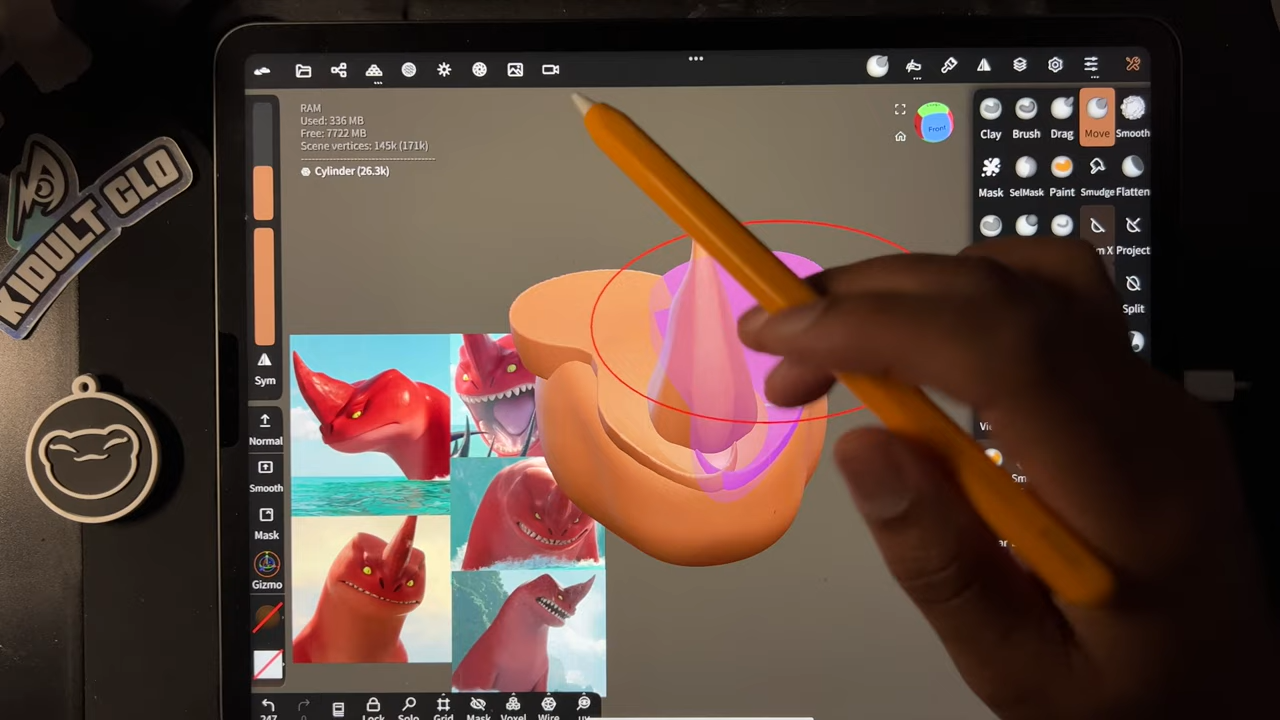 RAM
Used: 336 MB
Free: 7722 MB
Scene vertices: 145k (171k)
Cylinder (26.3k)
Front
Clay Brush Drag Move Smooth
Mask SelMask Paint Smudge Flatten
X Project
Split
Sym
Normal
Smooth
Mask
Gizmo
247
0
Lock Solo Grid Mask Voxel Wire
KIDULT CLO